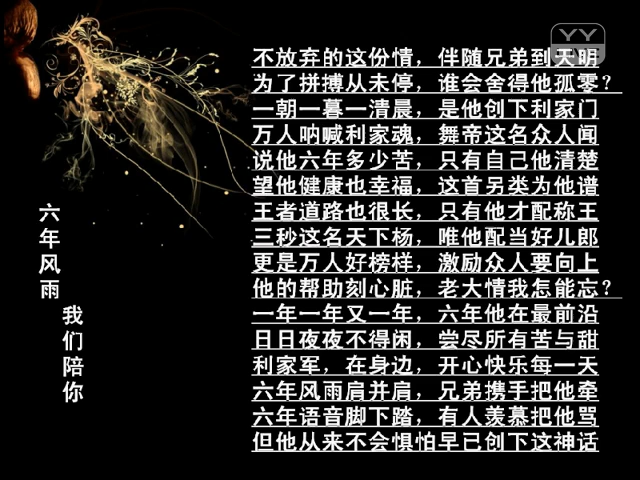 不放弃的这份情，伴随兄弟到天明
为了拼搏从未停，谁会舍得他孤零？
一朝一暮一清晨，是他创下利家门
万人呐喊利家魂，舞帝这名众人闻
说他六年多少苦，只有自己他清楚
望他健康也幸福，这首另类为他谱
王者道路也很长，只有他才配称王
三秒这名天下杨，唯他配当好儿郎
更是万人好榜样，激励众人要向上
他的帮助刻心脏，老大情我怎能忘？
一年一年又一年，六年他在最前沿
日日夜夜不得闲，尝尽所有苦与甜
利家军，在身边，开心快乐每一天
六年风雨肩并肩，兄弟携手把他牵
六年语音脚下踏，有人羡慕把他骂
但他从来不会惧怕早已创下这神话
六年风雨
我们陪你
YY